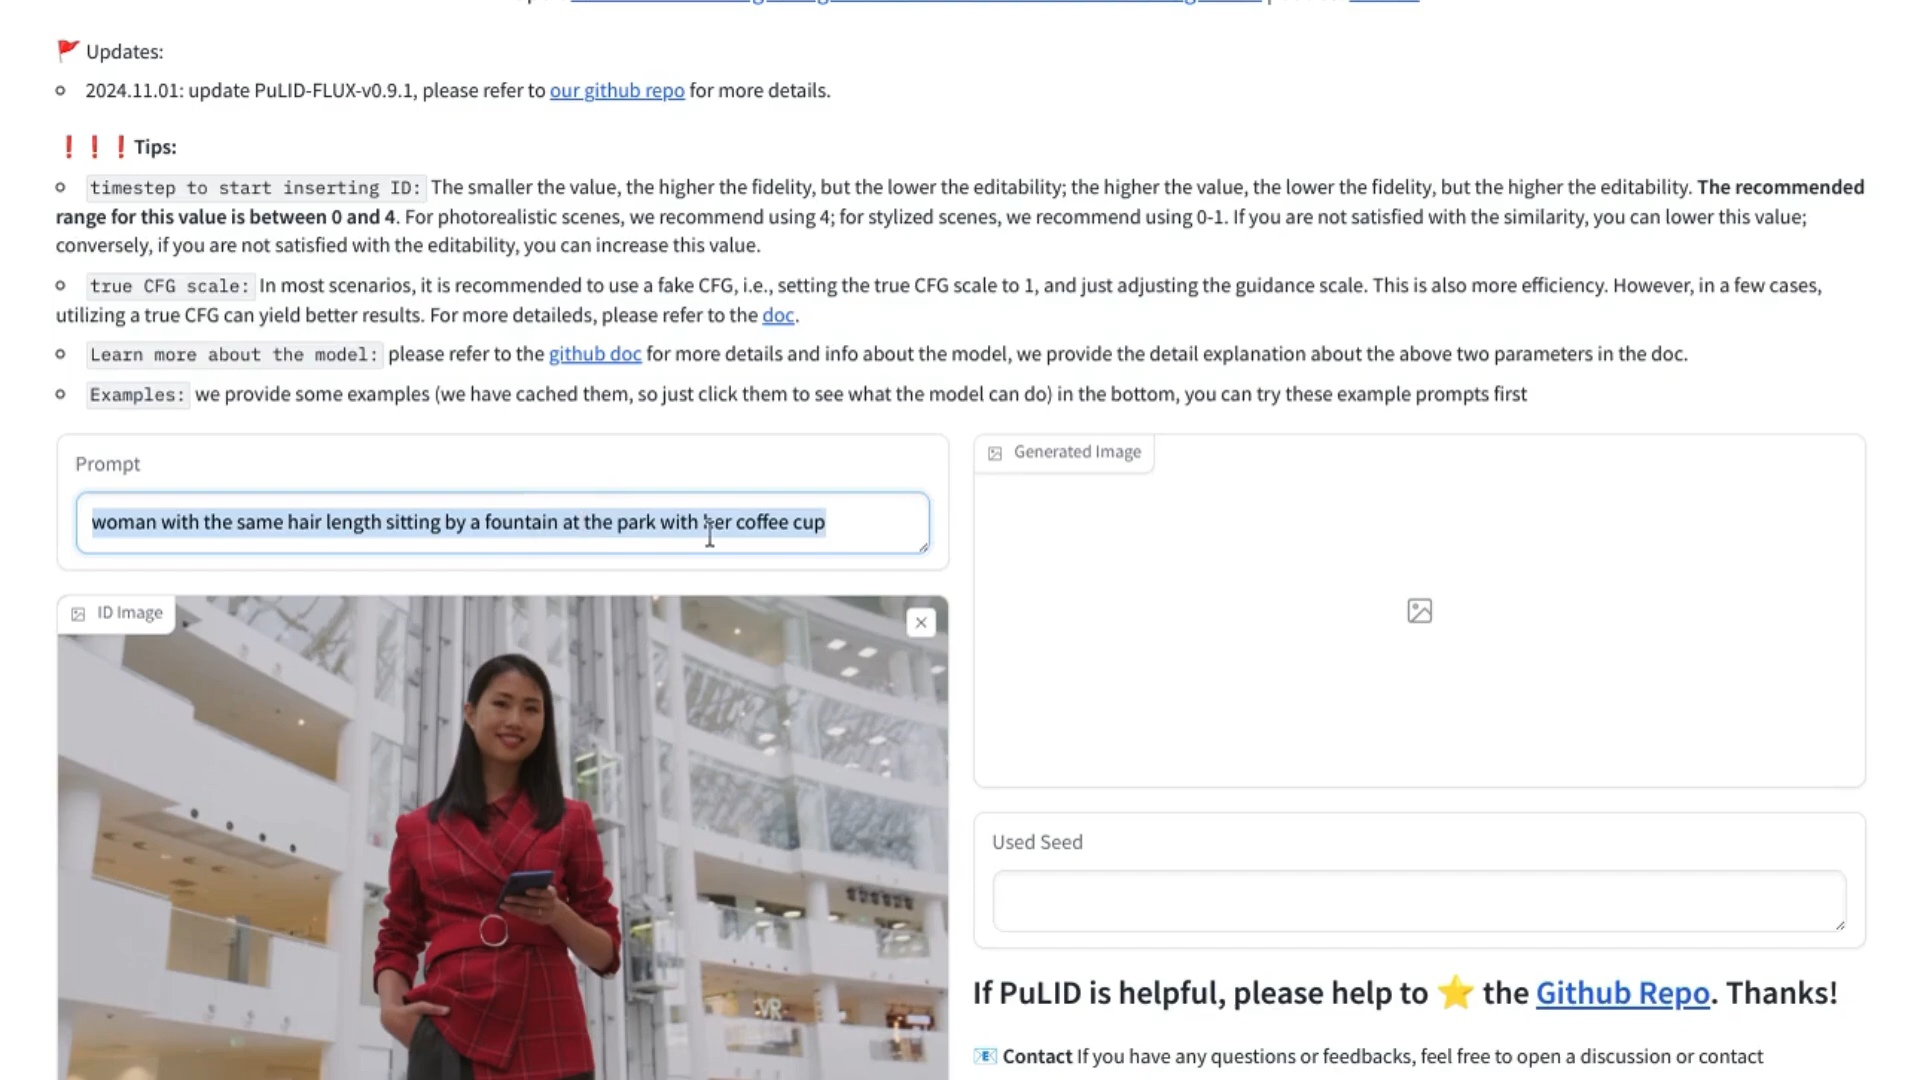 🚩 Updates:
2024.11.01: update PuLID-FLUX-v0.9.1, please refer to our github repo for more details.
❗❗❗Tips:
timestep to start inserting ID: The smaller the value, the higher the fidelity, but the lower the editability; the higher the value, the lower the fidelity, but the higher the editability. The recommended
range for this value is between 0 and 4. For photorealistic scenes, we recommend using 4; for stylized scenes, we recommend using 0-1. If you are not satisfied with the similarity, you can lower this value;
conversely, if you are not satisfied with the editability, you can increase this value.
true CFG scale: In most scenarios, it is recommended to use a fake CFG, i.e., setting the true CFG scale to 1, and just adjusting the guidance scale. This is also more efficiency. However, in a few cases,
utilizing a true CFG can yield better results. For more detaileds, please refer to the doc.
Learn more about the model: please refer to the github doc for more details and info about the model, we provide the detail explanation about the above two parameters in the doc.
Examples: we provide some examples (we have cached them, so just click them to see what the model can do) in the bottom, you can try these example prompts first
Prompt
woman with the same hair length sitting by a fountain at the park with her coffee cup
ID Image
VR
Generated Image
Used Seed
If PuLID is helpful, please help to ⭐ the Github Repo. Thanks!
📧 Contact If you have any questions or feedbacks, feel free to open a discussion or contact